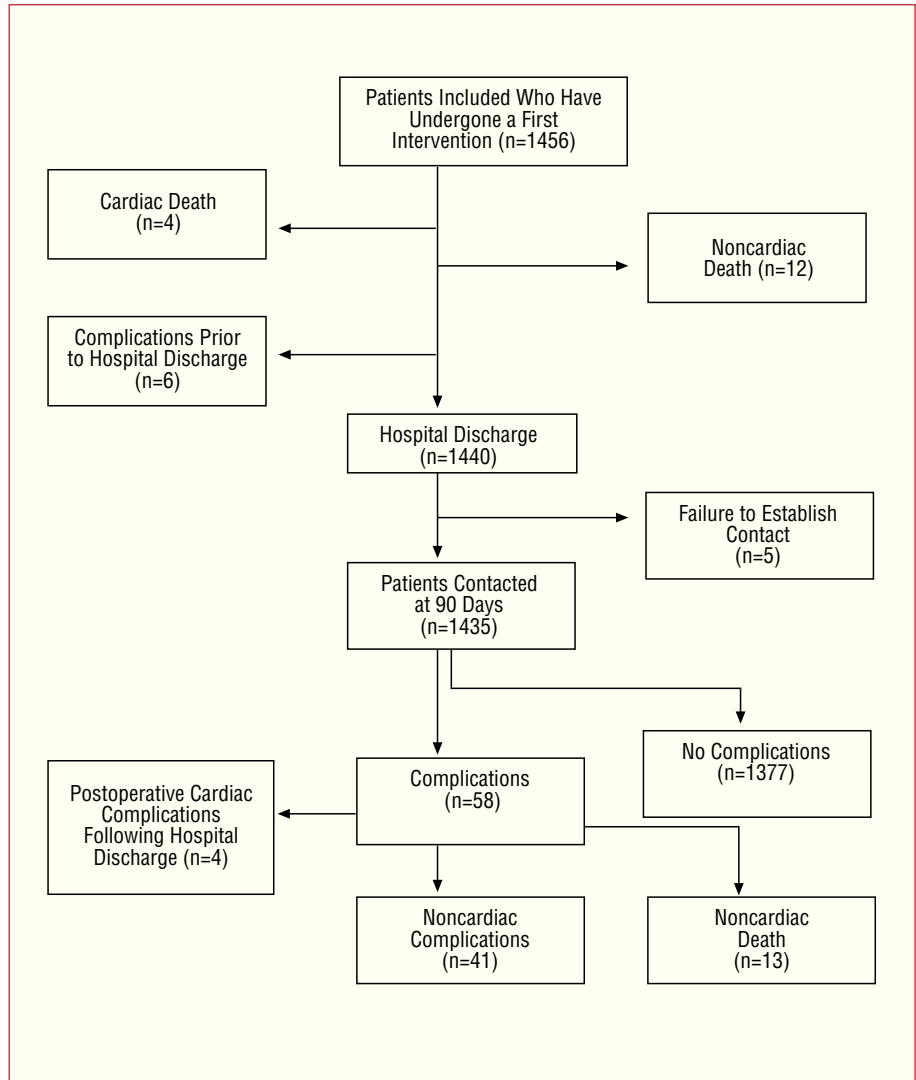 Patients Included Who Have
Undergone a First
Intervention (n=1456)
Cardiac Death
(n=4)
Noncardiac
Death (n=12)
Complications Prior
to Hospital Discharge
(n=6)
Hospital Discharge
(n=1440)
Failure to Establish
Contact
(n=5)
Patients Contacted
at 90 Days
(n=1435)
No Complications
(n=1377)
Complications
(n=58)
Postoperative Cardiac
Complications
Following Hospital
Discharge (n=4)
Noncardiac
Complications
(n=41)
Noncardiac
Death
(n=13)